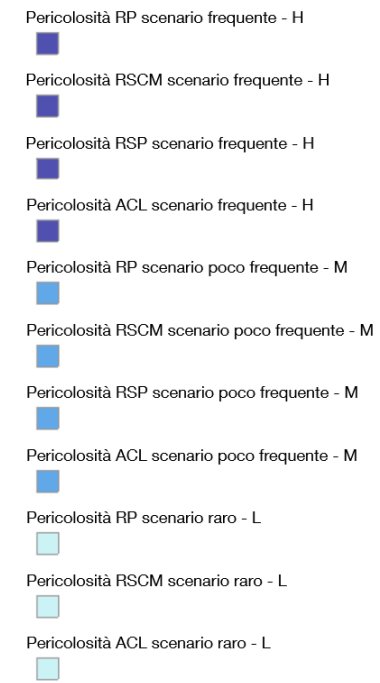 Pericolosità RP scenario frequente - H
Pericolosità RSCM scenario frequente - H
Pericolosità RSP scenario frequente - H
Pericolosità ACL scenario frequente - H
Pericolosità RP scenario poco frequente - M
Pericolosità RSCM scenario poco frequente - M
Pericolosità RSP scenario poco frequente - M
Pericolosità ACL scenario poco frequente - M
Pericolosità RP scenario raro - L
Pericolosità RSCM scenario raro - L
Pericolosità ACL scenario raro - L